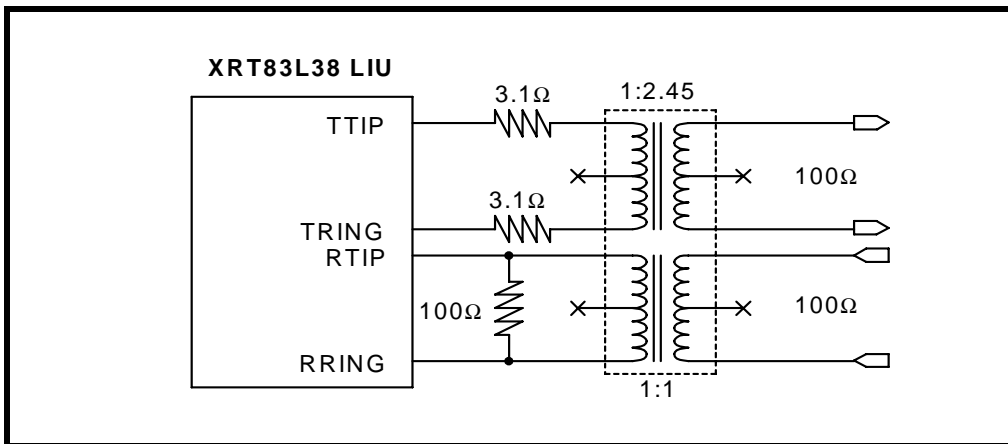 XRT83L38 LIU
3.1Ω
1:2.45
TTIP
100Ω
3.1Ω
TRING
RTIP
100Ω
100Ω
RRING
1:1